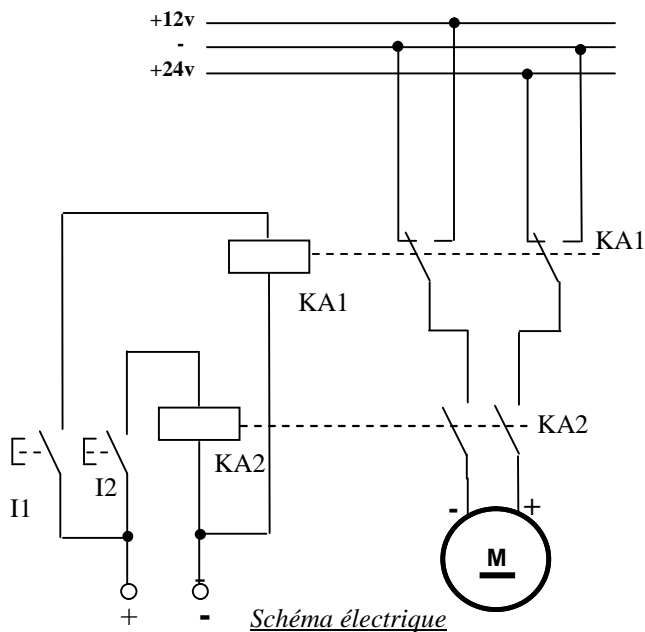 +12v
-
+24v
KA1
KA1
KA2
KA2
I2
I1
- +
M
+ -
Schéma électrique